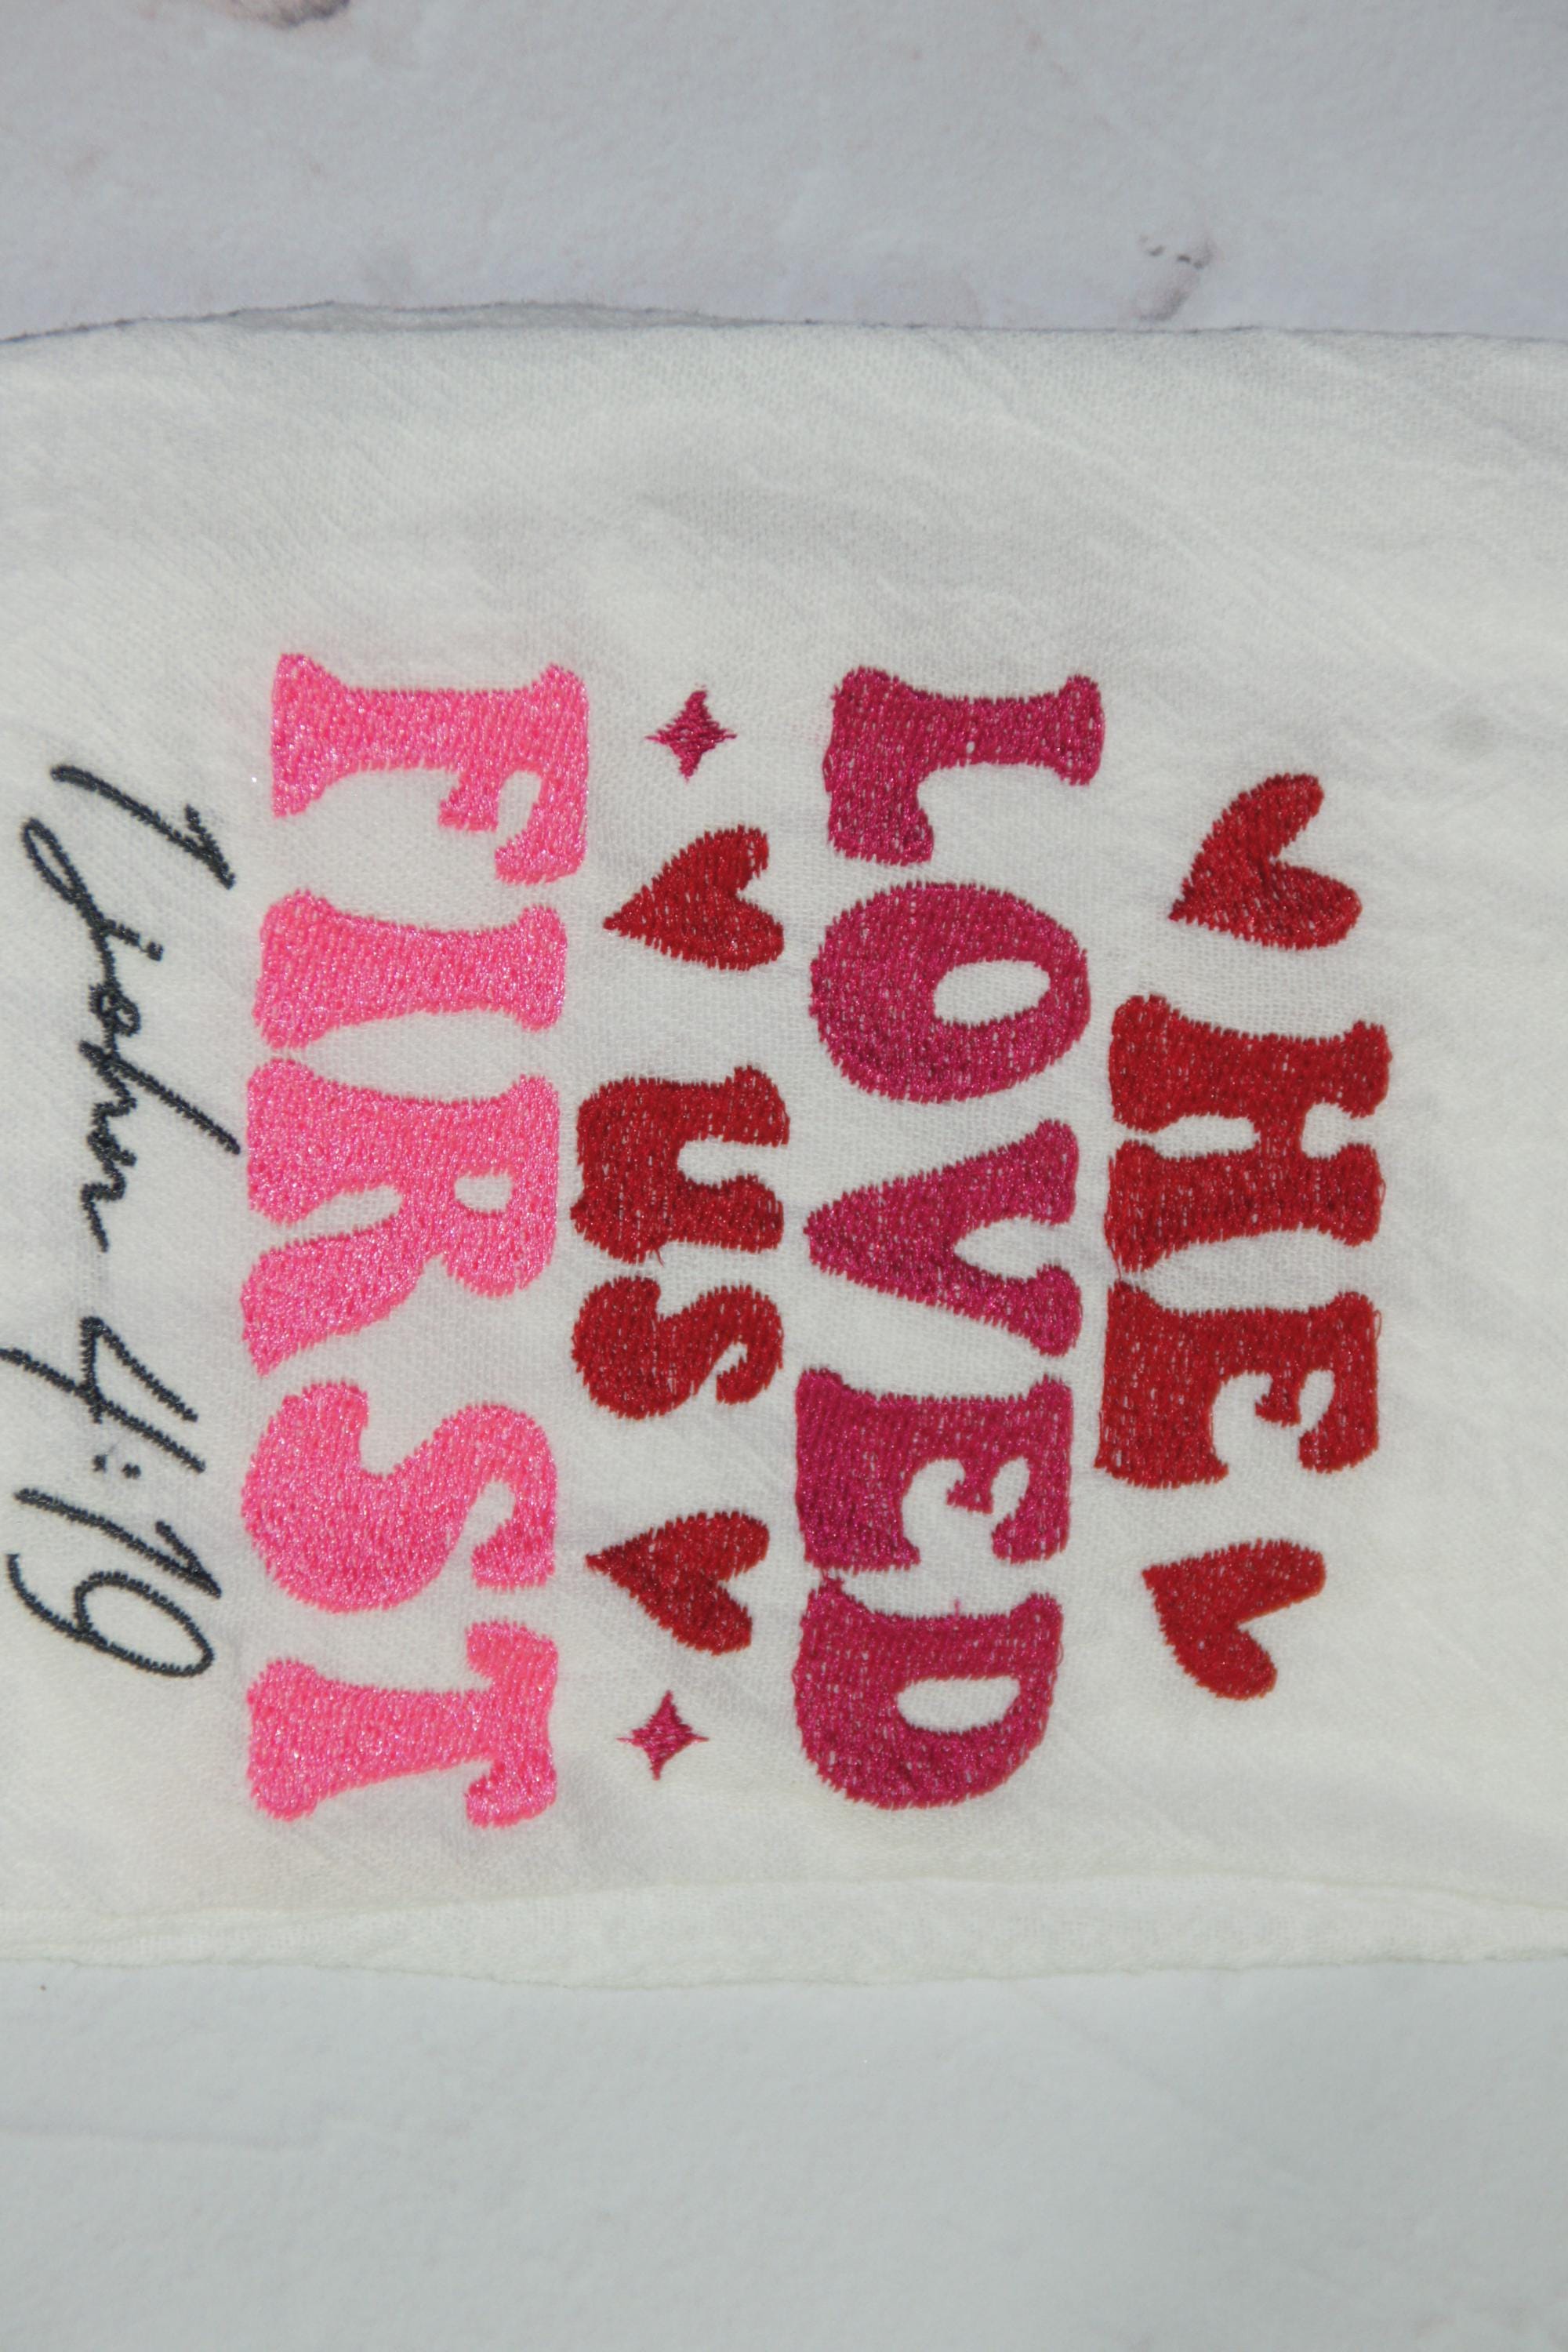 HE
LOVED
us
FIRST
1 john 4:19